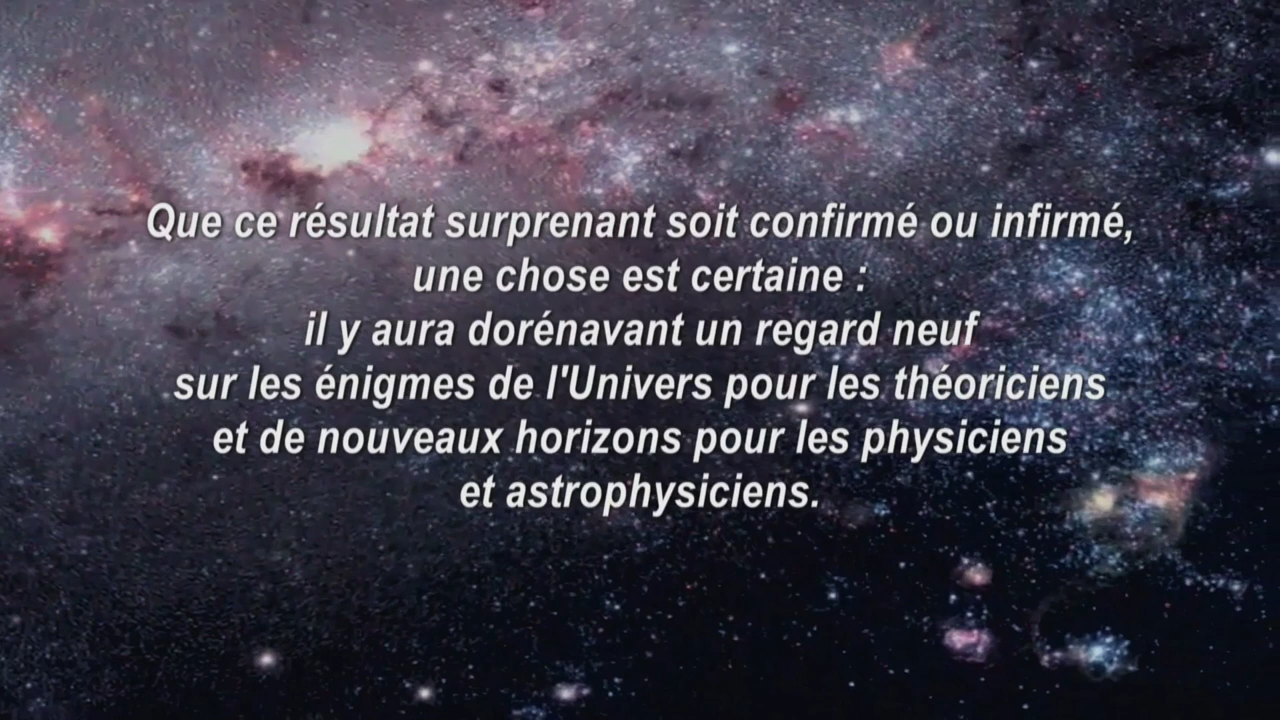 Que ce résultat surprenant soit confirmé ou infirmé,
une chose est certaine :
il y aura dorénavant un regard neuf
sur les énigmes de l'Univers pour les théoriciens
et de nouveaux horizons pour les physiciens
et astrophysiciens.